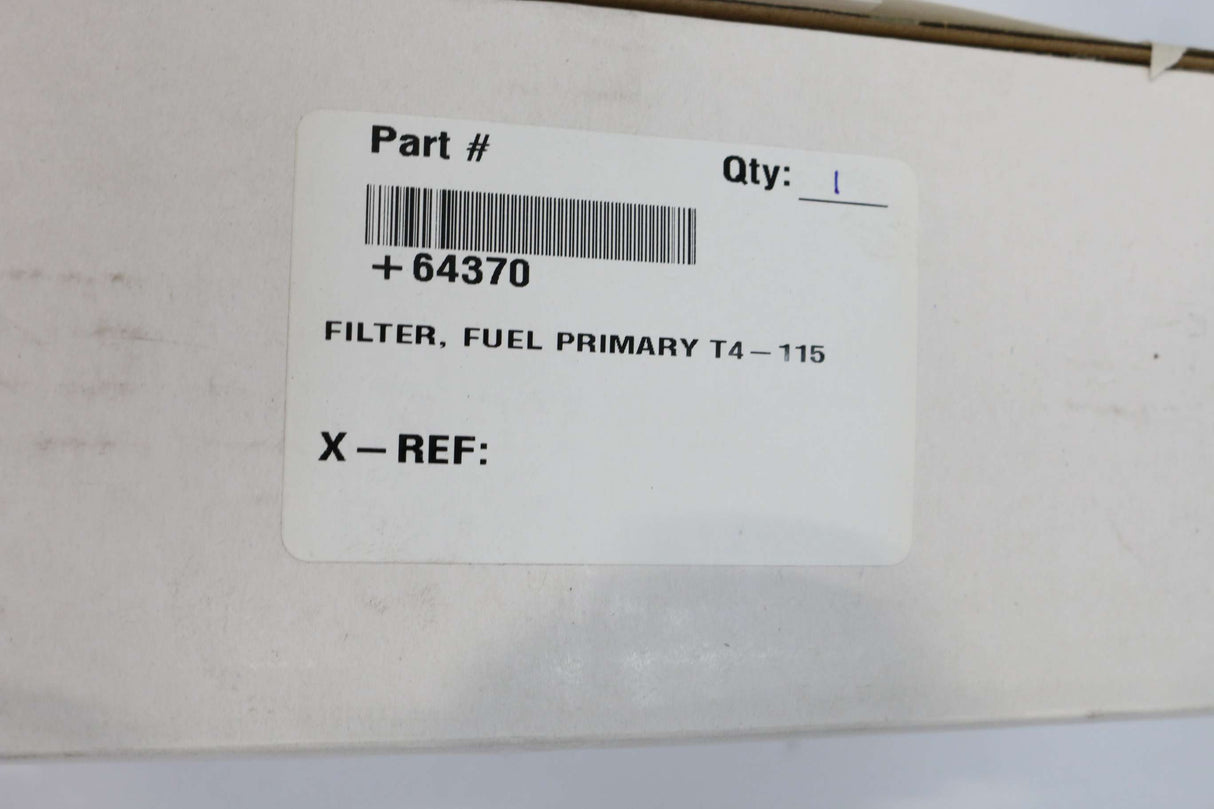 Part #
Qty: 1
+64370
FILTER, FUEL PRIMARY T4-115
X-REF: